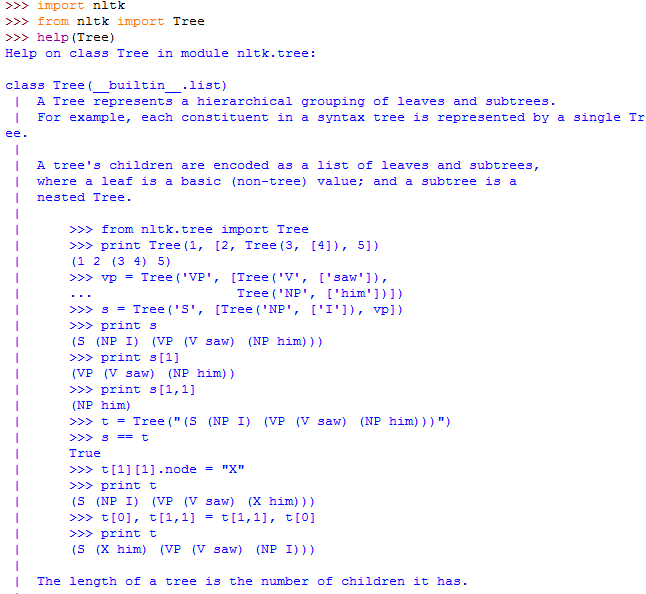 >>> import nltk
>>> from nltk import Tree
>>> help(Tree)
Help on class Tree in module nltk.tree:

class Tree(__builtin__.list)
 |  A Tree represents a hierarchical grouping of leaves and subtrees.
 |  For example, each constituent in a syntax tree is represented by a single Tr
ee.
 |
 |  A tree's children are encoded as a list of leaves and subtrees,
 |  where a leaf is a basic (non-tree) value; and a subtree is a
 |  nested Tree.
 |
 |      >>> from nltk.tree import Tree
 |      >>> print Tree(1, [2, Tree(3, [4]), 5])
 |      (1 2 (3 4) 5)
 |      >>> vp = Tree('VP', [Tree('V', ['saw']),
 |      ...                  Tree('NP', ['him'])])
 |      >>> s = Tree('S', [Tree('NP', ['I']), vp])
 |      >>> print s
 |      (S (NP I) (VP (V saw) (NP him)))
 |      >>> print s[1]
 |      (VP (V saw) (NP him))
 |      >>> print s[1,1]
 |      (NP him)
 |      >>> t = Tree("(S (NP I) (VP (V saw) (NP him)))")
 |      >>> s == t
 |      True
 |      >>> t[1][1].node = "X"
 |      >>> print t
 |      (S (NP I) (VP (V saw) (X him)))
 |      >>> t[0], t[1,1] = t[1,1], t[0]
 |      >>> print t
 |      (S (X him) (VP (V saw) (NP I)))
 |
 |  The length of a tree is the number of children it has.